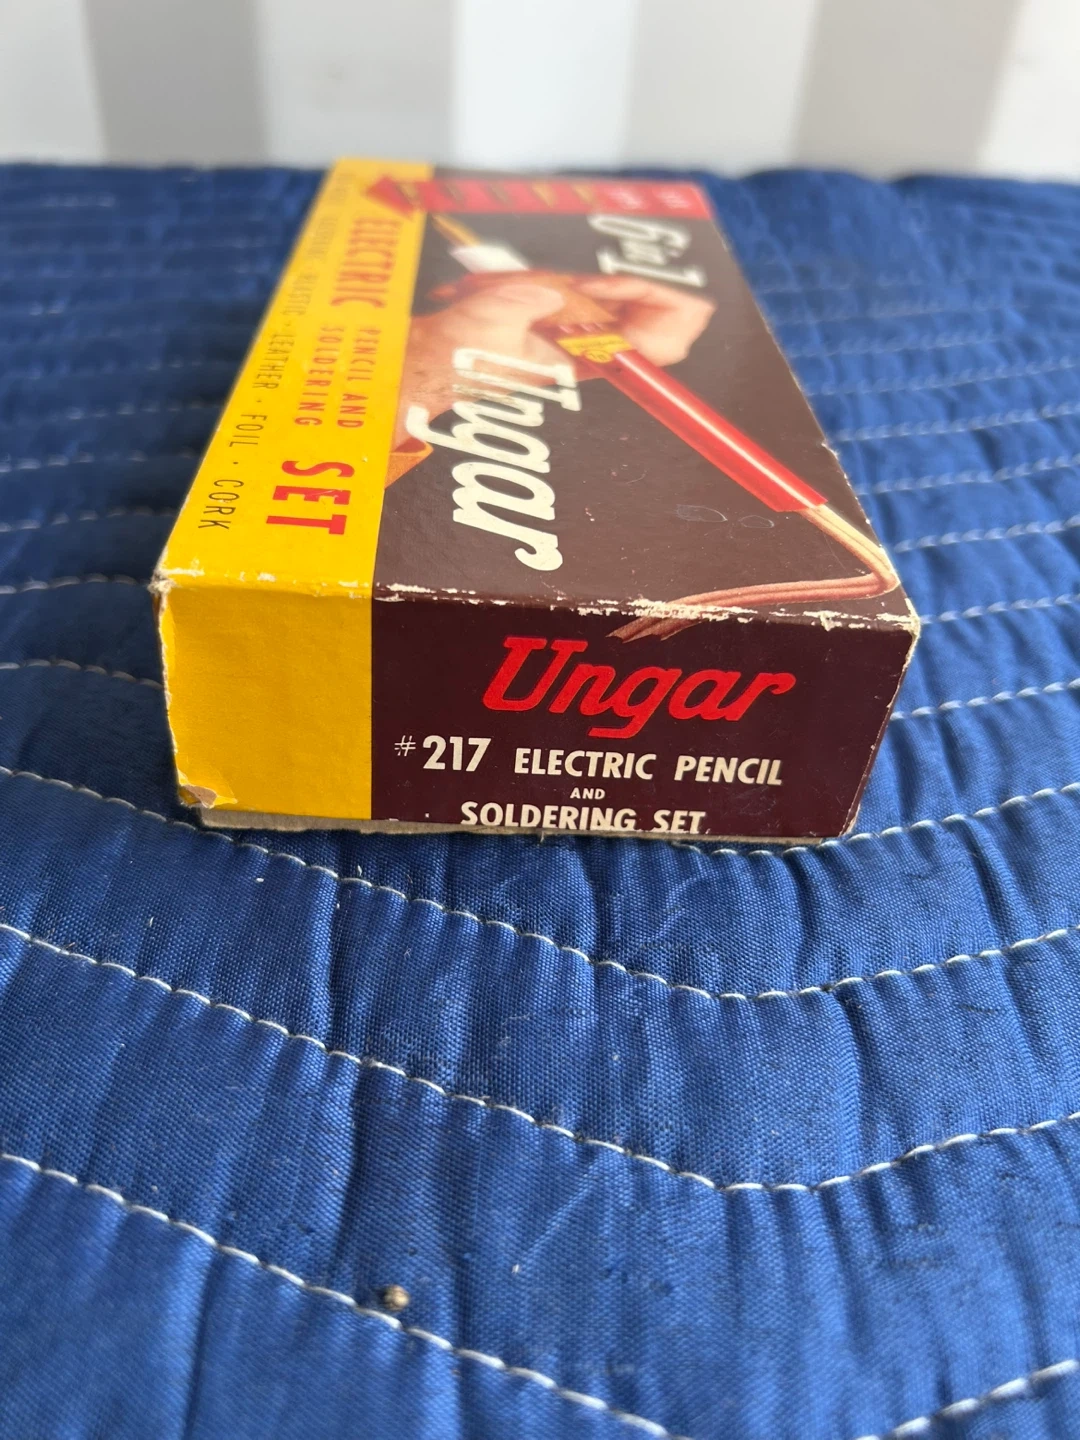 6 in 1
Ungar
ELECTRIC PENCIL AND
SOLDERING
SET
PLASTIC · LEATHER · FOIL · CORK
Ungar
#217 ELECTRIC PENCIL
AND
SOLDERING SET